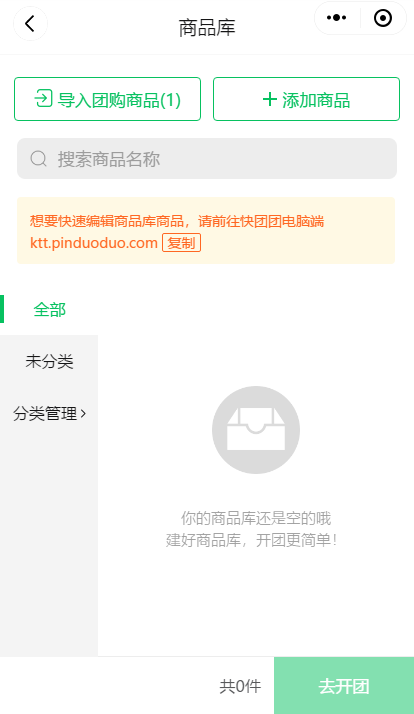 商品库
导入团购商品(1)
添加商品
搜索商品名称
想要快速编辑商品库商品，请前往快团团电脑端
ktt.pinduoduo.com 复制
全部
未分类
分类管理
你的商品库还是空的哦
建好商品库，开团更简单！
共0件
去开团